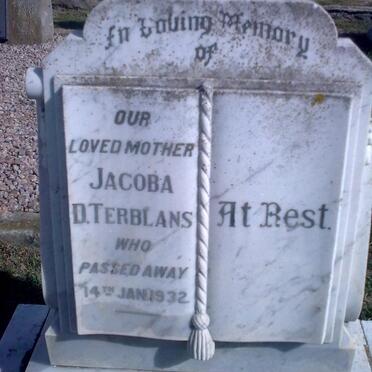 In Loving Memory
of
OUR
LOVED MOTHER
JACOBA
D. TERBLANS
WHO
PASSED AWAY
14TH JAN. 1932
At Rest.